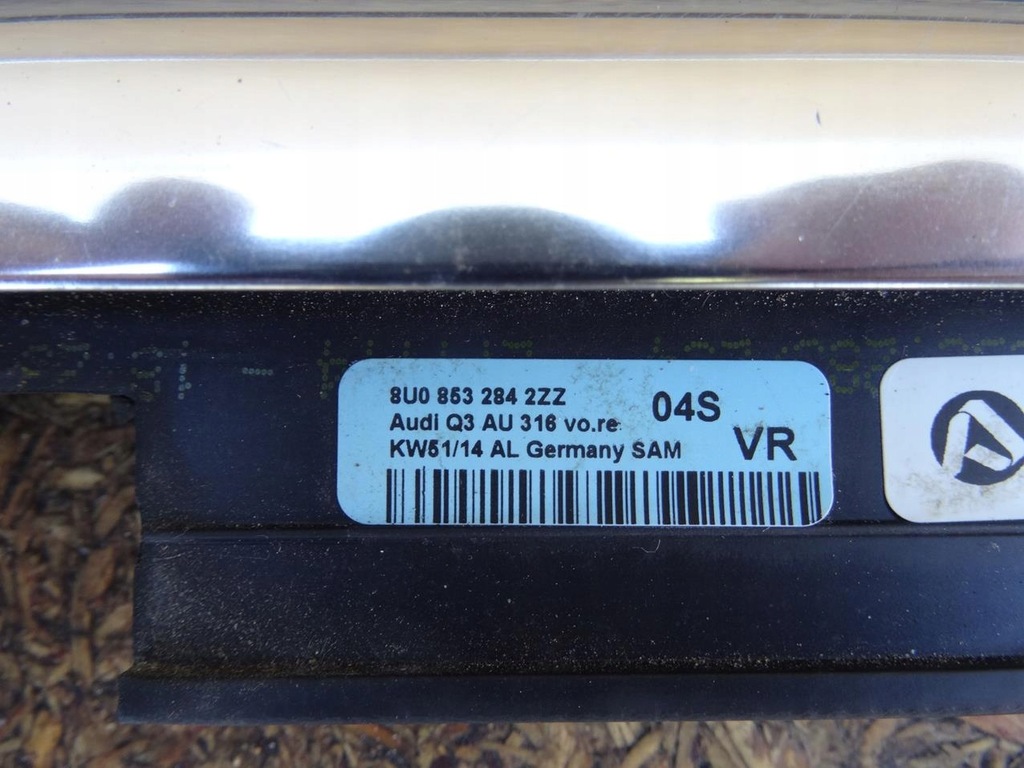 8U0 853 284 2ZZ
Audi Q3 AU 316 vo.re
KW51/14 AL Germany SAM
04S
VR